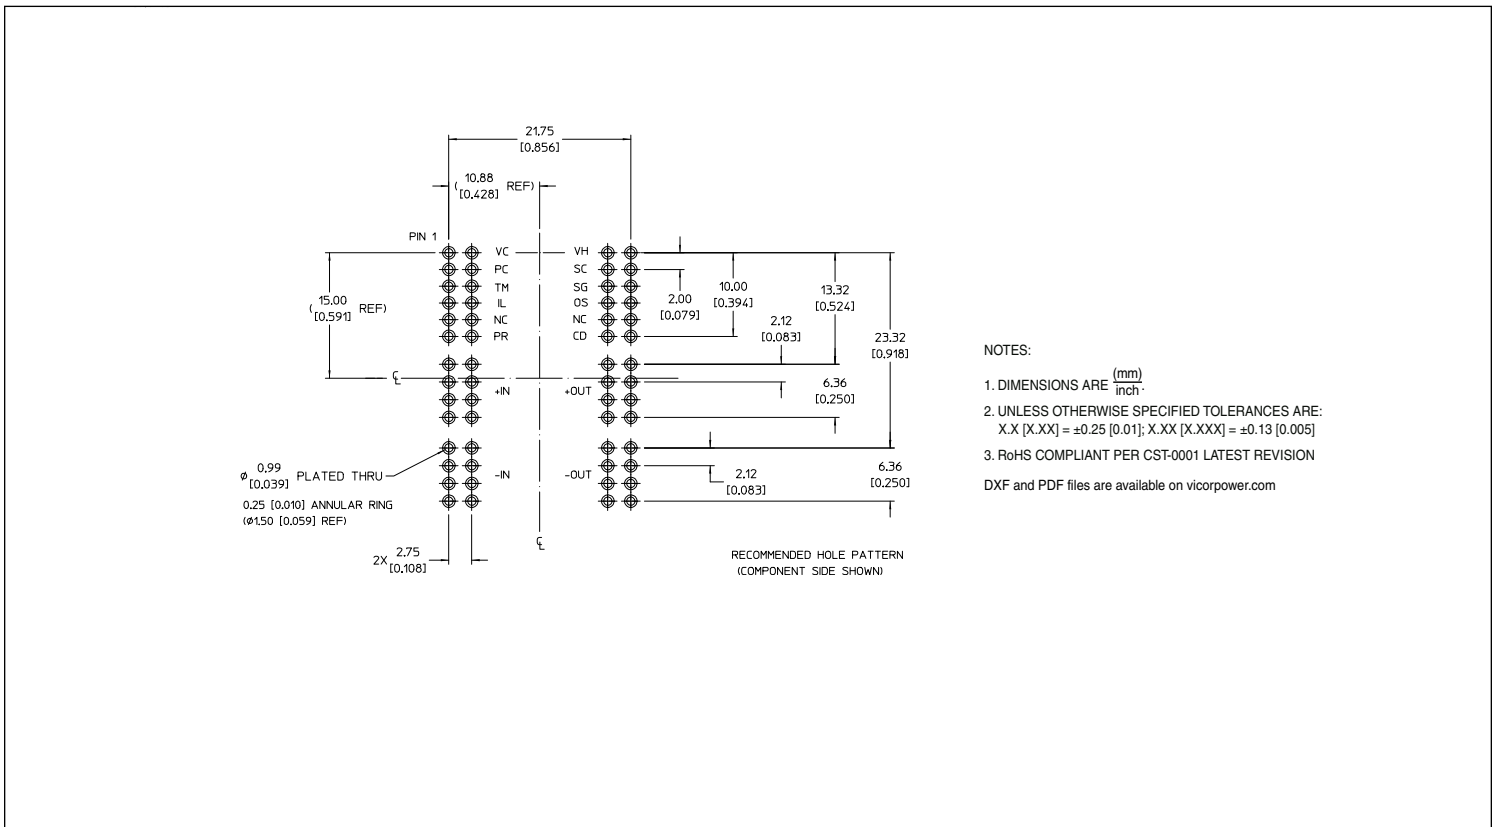 21.75
[0.856]
( 10.88 REF)
[0.428]
PIN 1
VC
VH
PC
SC
TM
SG
IL
OS
NC
NC
PR
CD
( 15.00 REF)
[0.591]
2.00
[0.079]
10.00
[0.394]
13.32
[0.524]
2.12
[0.083]
23.32
[0.918]
℄
+IN
+OUT
6.36
[0.250]
-IN
-OUT
2.12
[0.083]
6.36
[0.250]
ø 0.99 PLATED THRU
[0.039]
0.25 [0.010] ANNULAR RING
(ø1.50 [0.059] REF)
℄
2X 2.75
[0.108]
RECOMMENDED HOLE PATTERN
(COMPONENT SIDE SHOWN)
NOTES:
1. DIMENSIONS ARE (mm)
inch.
2. UNLESS OTHERWISE SPECIFIED TOLERANCES ARE:
X.X [X.XX] = ±0.25 [0.01]; X.XX [X.XXX] = ±0.13 [0.005]
3. RoHS COMPLIANT PER CST-0001 LATEST REVISION
DXF and PDF files are available on vicorpower.com